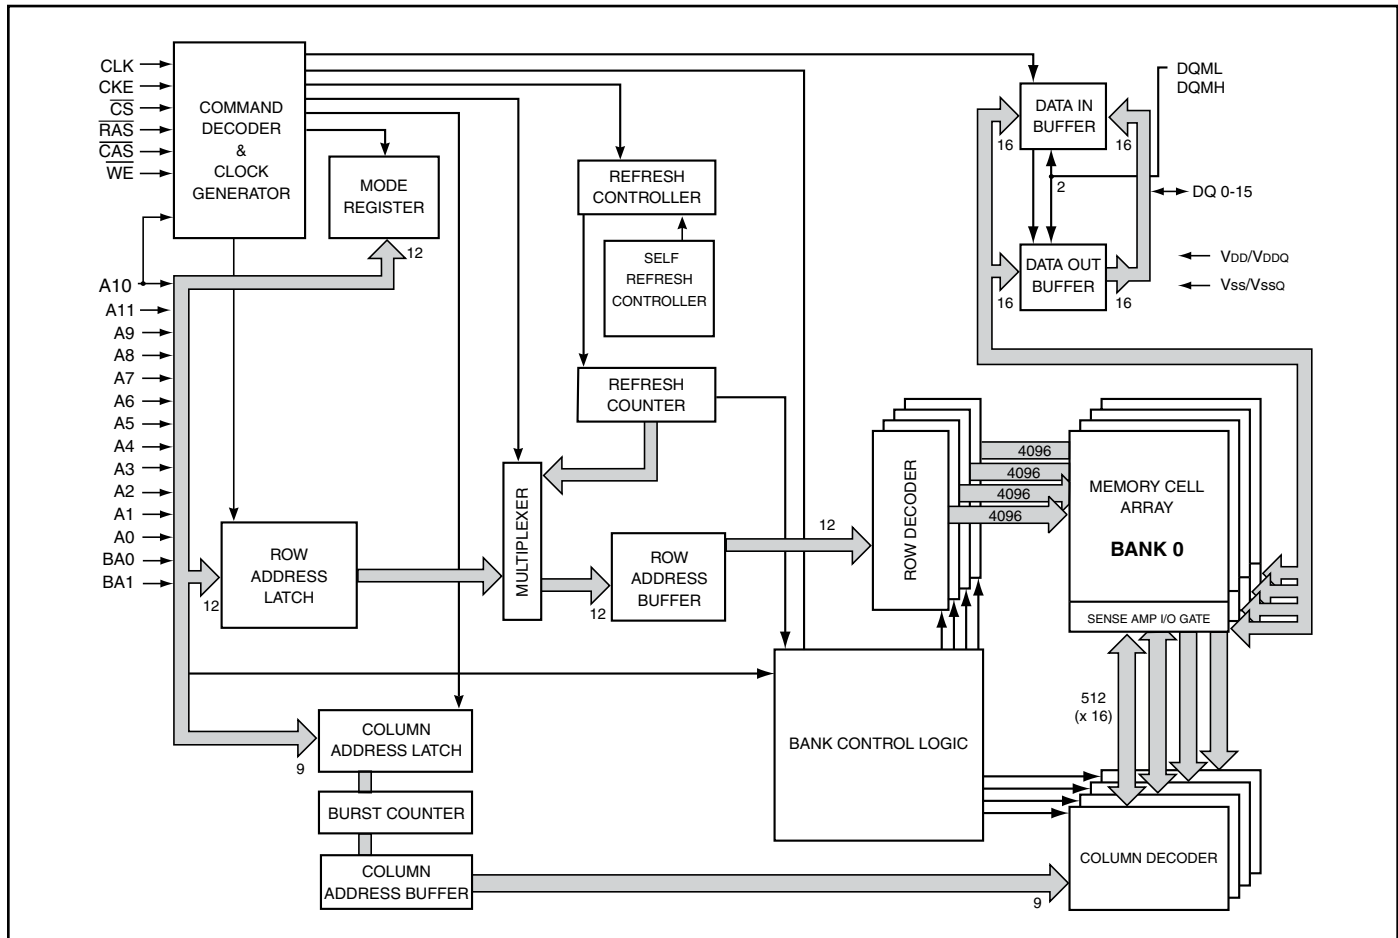 CLK
CKE
CS
RAS
CAS
WE
A10
A11
A9
A8
A7
A6
A5
A4
A3
A2
A1
A0
BA0
BA1
COMMAND
DECODER
&
CLOCK
GENERATOR
MODE
REGISTER
12
REFRESH
CONTROLLER
SELF
REFRESH
CONTROLLER
REFRESH
COUNTER
DATA IN
BUFFER
16
16
2
DQML
DQMH
DQ 0-15
DATA OUT
BUFFER
16
16
VDD/VDDQ
Vss/VssQ
12
ROW
ADDRESS
LATCH
MULTIPLEXER
12
ROW
ADDRESS
BUFFER
12
ROW DECODER
4096
4096
4096
4096
MEMORY CELL
ARRAY
BANK 0
SENSE AMP I/O GATE
512
(x 16)
BANK CONTROL LOGIC
9
COLUMN
ADDRESS LATCH
BURST COUNTER
COLUMN
ADDRESS BUFFER
9
COLUMN DECODER